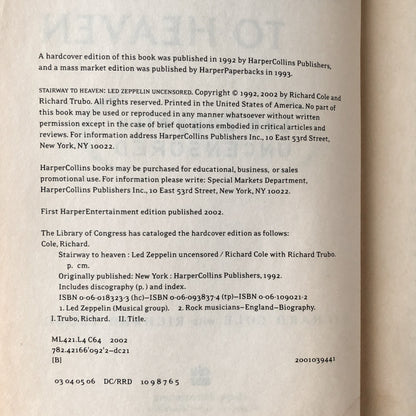 A hardcover edition of this book was published in 1992 by HarperCollins Publishers,
and a mass market edition was published by HarperPaperbacks in 1993.
STAIRWAY TO HEAVEN: LED ZEPPELIN UNCENSORED. Copyright © 1992, 2002 by Richard Cole and
Richard Trubo. All rights reserved. Printed in the United States of America. No part of
this book may be used or reproduced in any manner whatsoever without written
permission except in the case of brief quotations embodied in critical articles and
reviews. For information address HarperCollins Publishers Inc., 10 East 53rd Street,
New York, NY 10022.
HarperCollins books may be purchased for educational, business, or sales
promotional use. For information please write: Special Markets Department,
HarperCollins Publishers Inc., 10 East 53rd Street, New York, NY 10022.
First HarperEntertainment edition published 2002.
The Library of Congress has cataloged the hardcover edition as follows:
Cole, Richard.
Stairway to heaven : Led Zeppelin uncensored / Richard Cole with Richard Trubo.
p. cm.
Originally published: New York : HarperCollins Publishers, 1992.
Includes discography (p. ) and index.
ISBN 0-06-018323-3 (hc)—ISBN 0-06-093837-4 (tp)—ISBN 0-06-109021-2
1. Led Zeppelin (Musical group). 2. Rock musicians—England—Biography.
I. Trubo, Richard. II. Title.
ML421.L4 C64 2002
782.42166'092'2—dc21
[B] 2001039441
03 04 05 06 DC/RRD 10 9 8 7 6 5